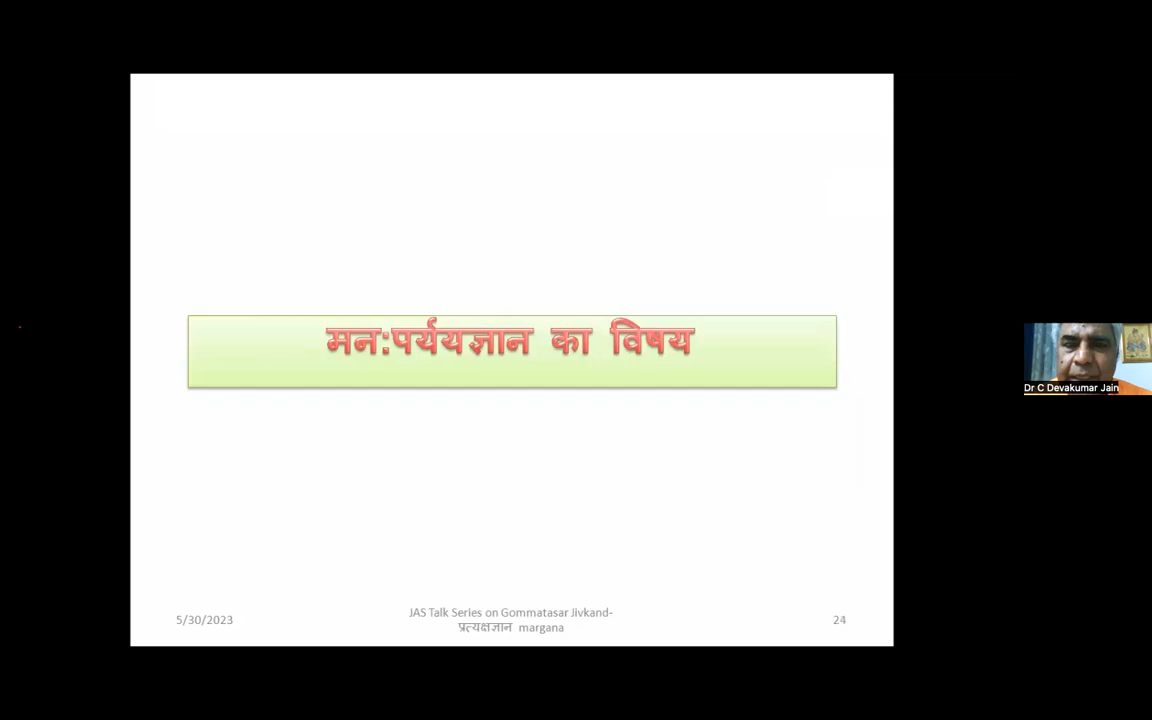 मन:पर्ययज्ञान का विषय
Dr C Devakumar Jain
5/30/2023
JAS Talk Series on Gommatasar Jivkand-
प्रत्यक्षज्ञान margana
24